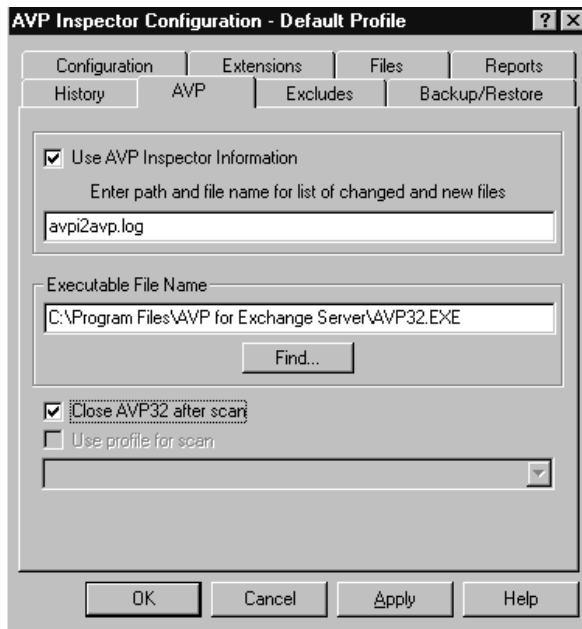 AVP Inspector Configuration - Default Profile
Configuration Extensions Files Reports
History AVP Excludes Backup/Restore
Use AVP Inspector Information
Enter path and file name for list of changed and new files
avpi2avp.log
Executable File Name
C:\Program Files\AVP for Exchange Server\AVP32.EXE
Find...
Close AVP32 after scan
Use profile for scan
OK Cancel Apply Help